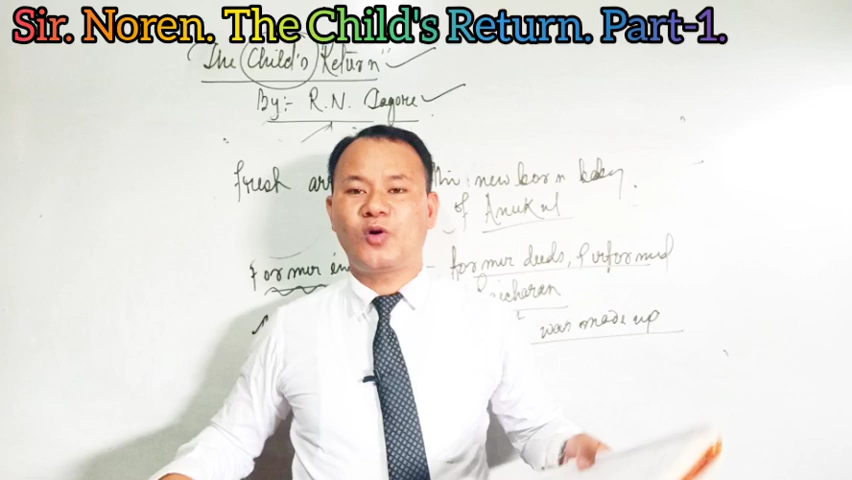 Sir. Noren. The Child's Return. Part-1.
"The Child's Return"
By:- R.N. Tagore
fresh new born baby.
of Anukul
Former former deeds, Performed
was made up